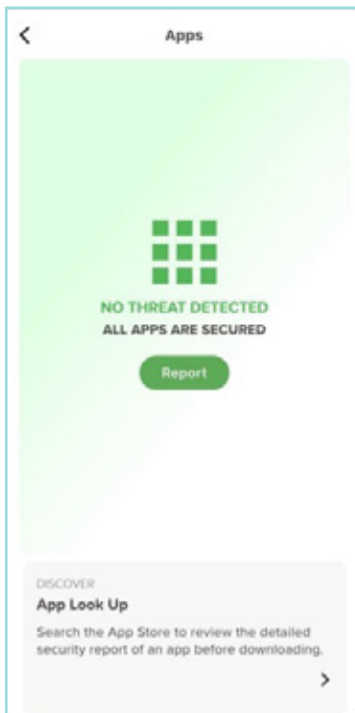 Apps
NO THREAT DETECTED
ALL APPS ARE SECURED
Report
DISCOVER
App Look Up
Search the App Store to review the detailed
security report of an app before downloading.